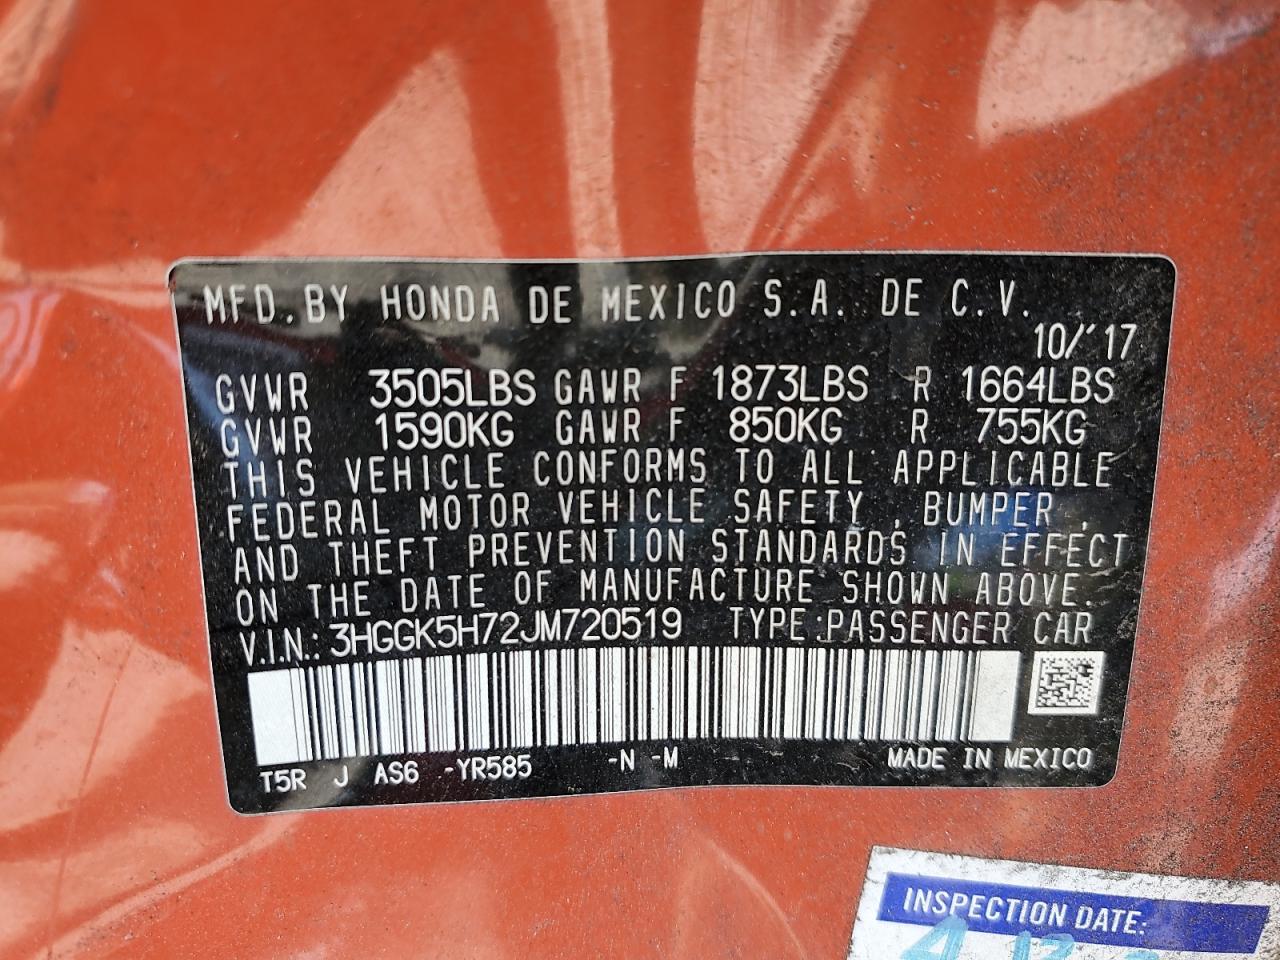 MFD. BY HONDA DE MEXICO S.A. DE C.V.
10/'17
GVWR 3505LBS GAWR F 1873LBS R 1664LBS
GVWR 1590KG GAWR F 850KG R 755KG
THIS VEHICLE CONFORMS TO ALL APPLICABLE
FEDERAL MOTOR VEHICLE SAFETY, BUMPER,
AND THEFT PREVENTION STANDARDS IN EFFECT
ON THE DATE OF MANUFACTURE SHOWN ABOVE.
V.I.N.: 3HGGK5H72JM720519 TYPE:PASSENGER CAR
T5R J AS6 -YR585 -N -M MADE IN MEXICO
INSPECTION DATE: